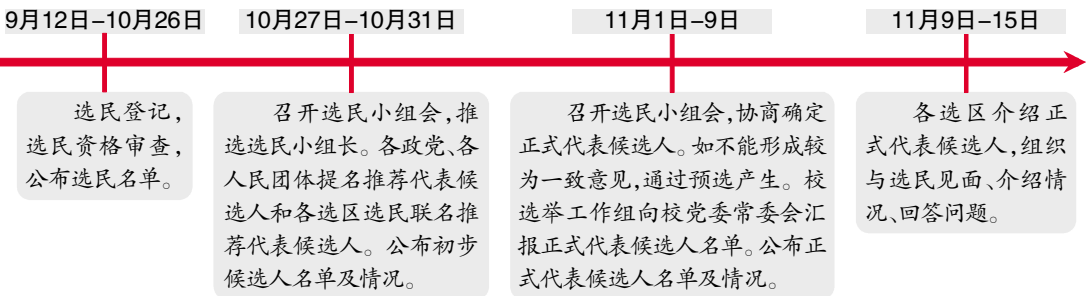 9月12日-10月26日
选民登记，
选民资格审查，
公布选民名单。
10月27日-10月31日
召开选民小组会，推
选选民小组长。各政党、各
人民团体提名推荐代表候
选人和各选区选民联名推
荐代表候选人。公布初步
候选人名单及情况。
11月1日-9日
召开选民小组会，协商确定
正式代表候选人。如不能形成较
为一致意见，通过预选产生。校
选举工作组向校党委常委会汇
报正式代表候选人名单。公布正
式代表候选人名单及情况。
11月9日-15日
各选区介绍正
式代表候选人，组织
与选民见面、介绍情
况、回答问题。